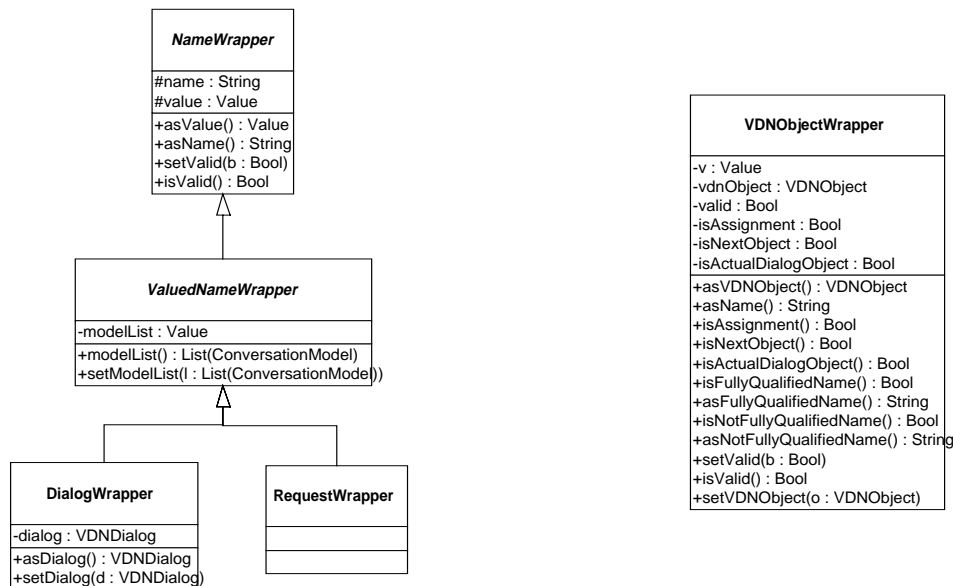 NameWrapper
#name : String
#value : Value
+asValue() : Value
+asName() : String
+setValid(b : Bool)
+isValid() : Bool
ValuedNameWrapper
-modelList : Value
+modelList() : List(ConversationModel)
+setModelList(l : List(ConversationModel))
DialogWrapper
-dialog : VDNDialog
+asDialog() : VDNDialog
+setDialog(d : VDNDialog)
RequestWrapper
VDNObjectWrapper
-v : Value
-vdnObject : VDNObject
-valid : Bool
-isAssignment : Bool
-isNextObject : Bool
-isActualDialogObject : Bool
+asVDNObject() : VDNObject
+asName() : String
+isAssignment() : Bool
+isNextObject() : Bool
+isActualDialogObject() : Bool
+isFullyQualifiedName() : Bool
+asFullyQualifiedName() : String
+isNotFullyQualifiedName() : Bool
+asNotFullyQualifiedName() : String
+setValid(b : Bool)
+isValid() : Bool
+setVDNObject(o : VDNObject)